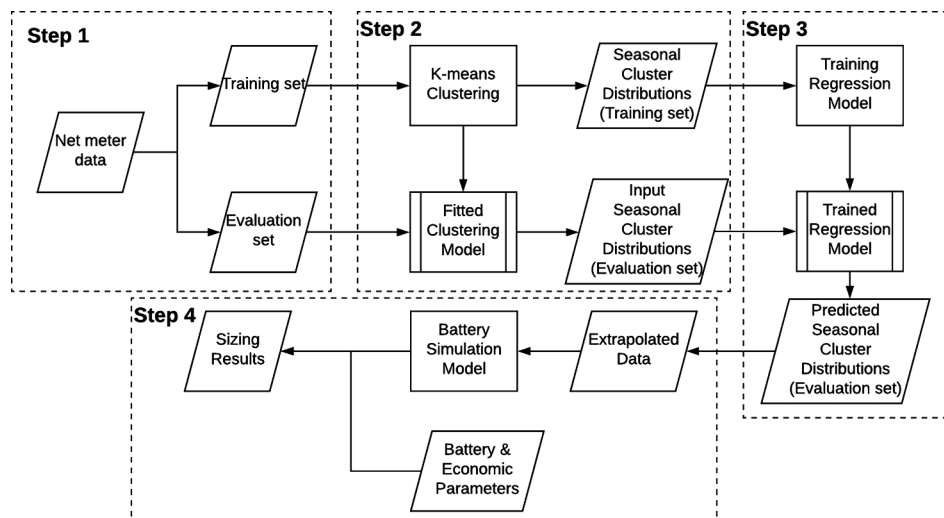 Step 1
Net meter
data
Training set
Evaluation
set
Step 2
K-means
Clustering
Seasonal
Cluster
Distributions
(Training set)
Fitted
Clustering
Model
Input
Seasonal
Cluster
Distributions
(Evaluation set)
Step 3
Training
Regression
Model
Trained
Regression
Model
Predicted
Seasonal
Cluster
Distributions
(Evaluation set)
Step 4
Sizing
Results
Battery
Simulation
Model
Extrapolated
Data
Battery &
Economic
Parameters